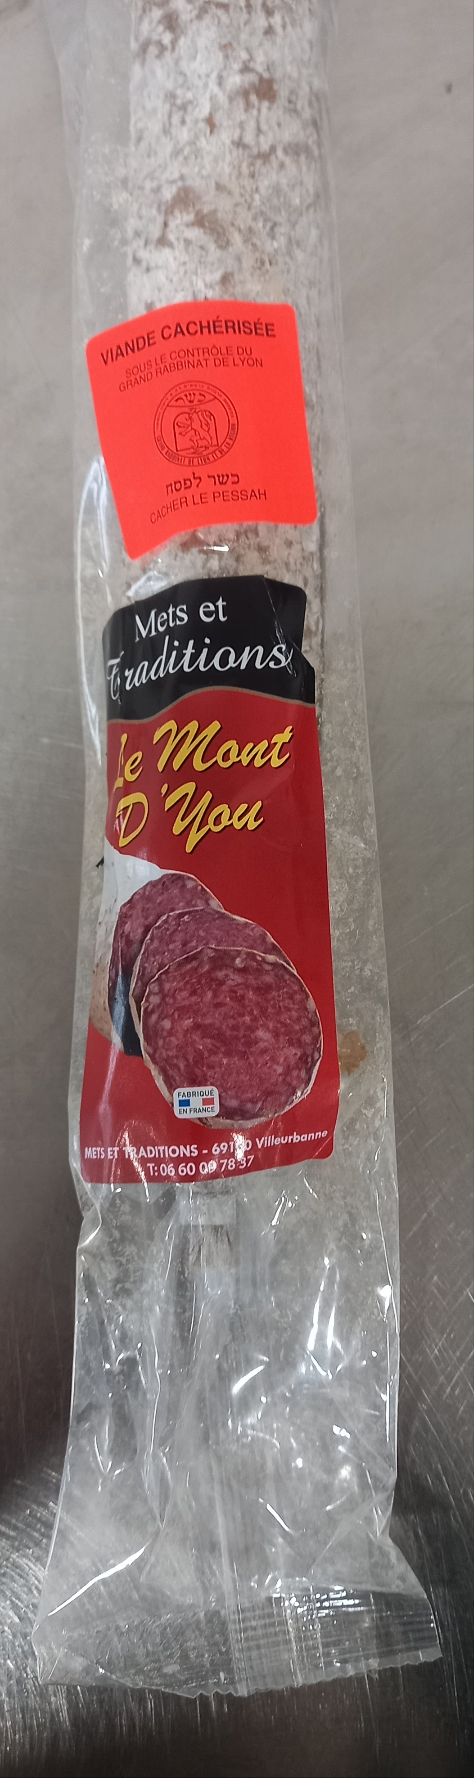 VIANDE CACHÉRISÉE
SOUS LE CONTRÔLE DU
GRAND RABBINAT DE LYON
כשר
כשר לפסח
CACHER LE PESSAH
Mets et
Traditions
Le Mont
D'You
FABRIQUÉ
EN FRANCE
METS ET TRADITIONS - Villeurbanne
T: 06 60 78 37